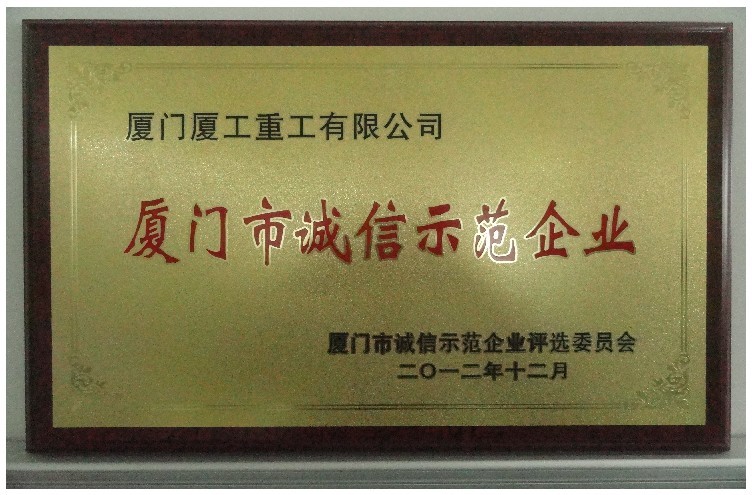 厦门厦工重工有限公司
厦门市诚信示范企业
厦门市诚信示范企业评选委员会
二〇一二年十二月